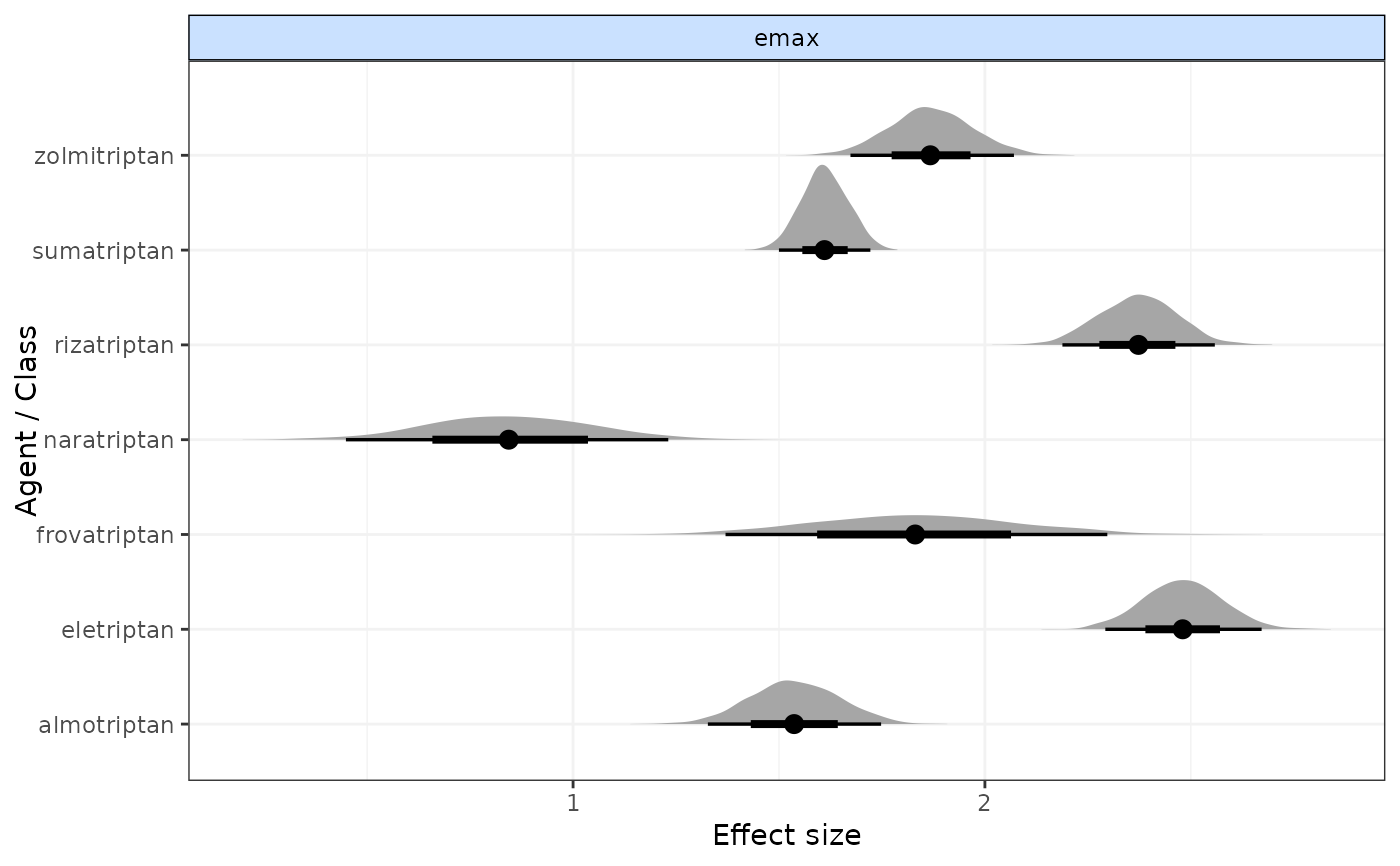 emax
zolmitriptan
sumatriptan
rizatriptan
naratriptan
frovatriptan
eletriptan
almotriptan
Agent / Class
1
2
Effect size